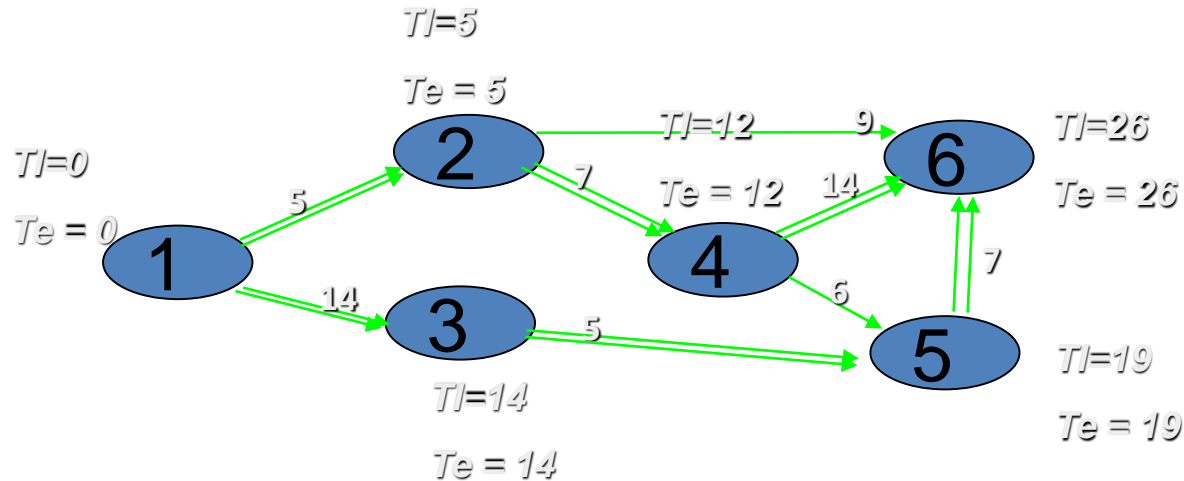 Tl=5
Te = 5
Tl=12
9
Tl=26
2
6
Tl=0
7
14
Te = 12
Te = 26
5
Te = 0
1
4
7
14
3
6
5
5
Tl=19
Tl=14
Te = 19
Te = 14